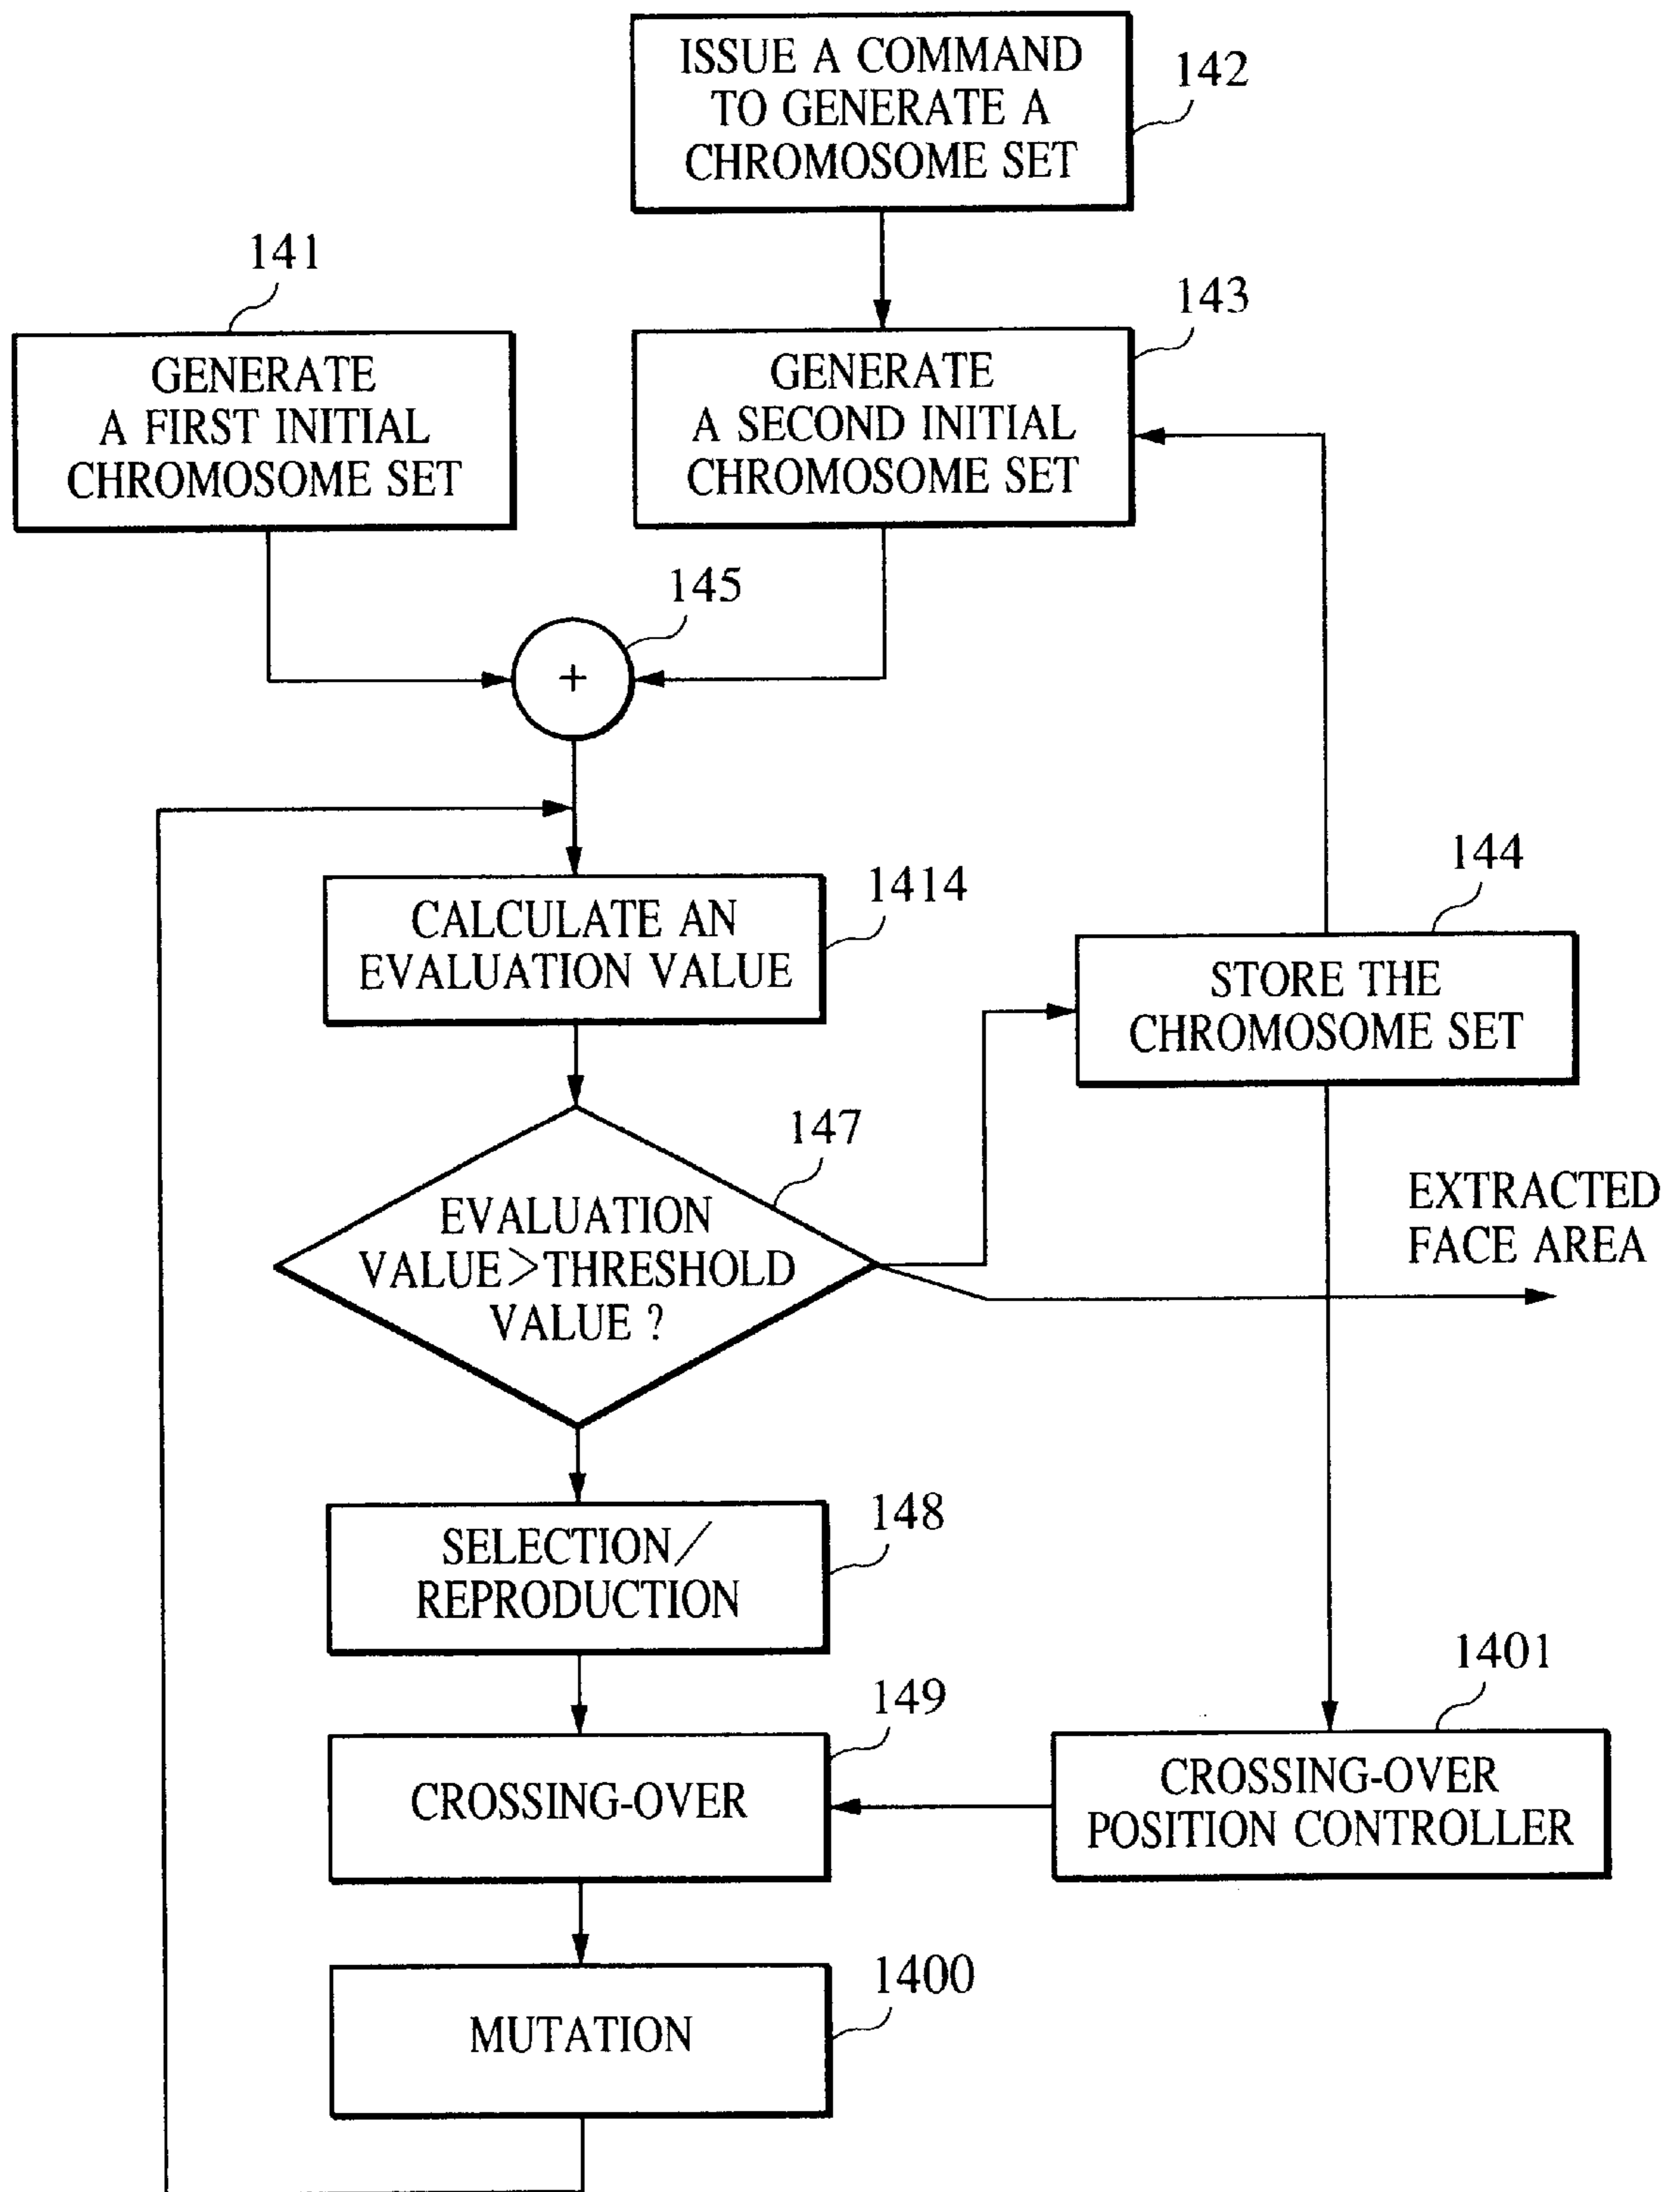 ISSUE A COMMAND
TO GENERATE A
CHROMOSOME SET
142
141
GENERATE
A FIRST INITIAL
CHROMOSOME SET
143
GENERATE
A SECOND INITIAL
CHROMOSOME SET
145
+
1414
CALCULATE AN
EVALUATION VALUE
144
STORE THE
CHROMOSOME SET
147
EVALUATION
VALUE>THRESHOLD
VALUE ?
EXTRACTED
FACE AREA
148
SELECTION/
REPRODUCTION
149
CROSSING-OVER
1401
CROSSING-OVER
POSITION CONTROLLER
1400
MUTATION